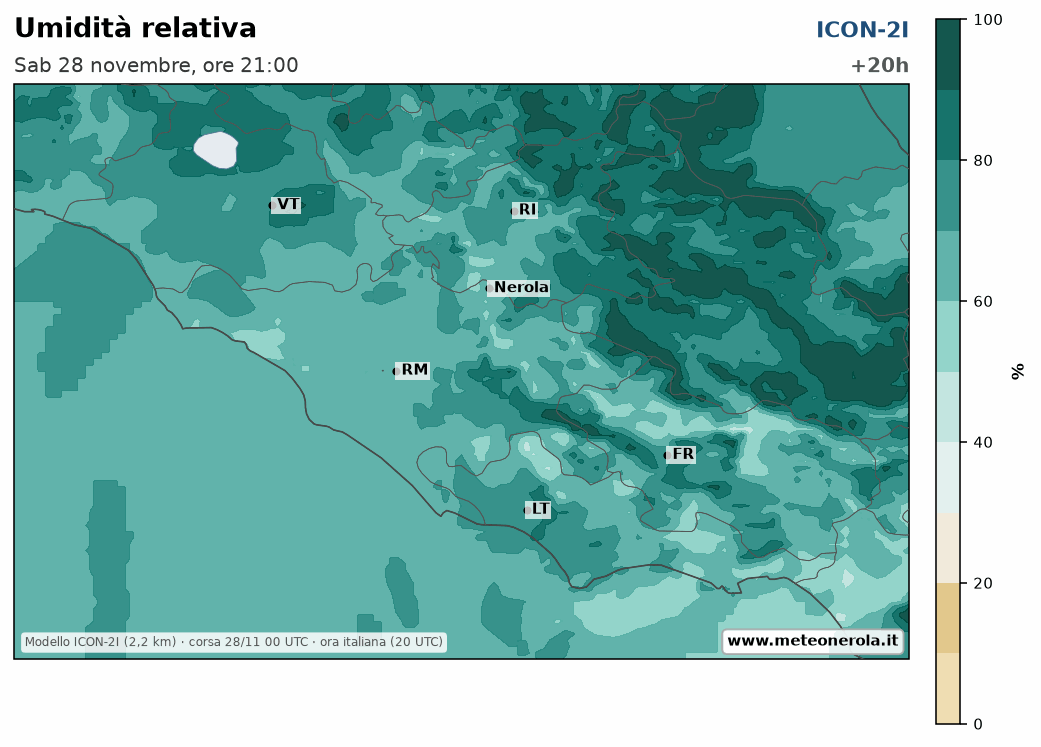 Umidità relativa
ICON-2I
Sab 28 novembre, ore 21:00
+20h
100
80
60
40
20
0
%
VT
RI
Nerola
RM
FR
LT
Modello ICON-2I (2,2 km) · corsa 28/11 00 UTC · ora italiana (20 UTC)
www.meteonerola.it